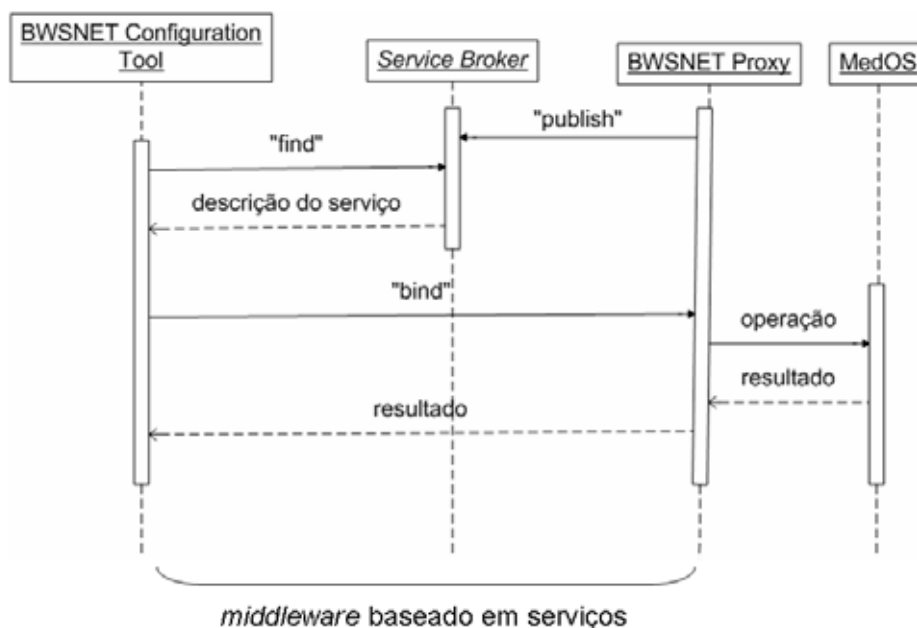 BWSNET Configuration
Tool
Service Broker
BWSNET Proxy
MedOS
"publish"
"find"
descrição do serviço
"bind"
operação
resultado
resultado
middleware baseado em serviços